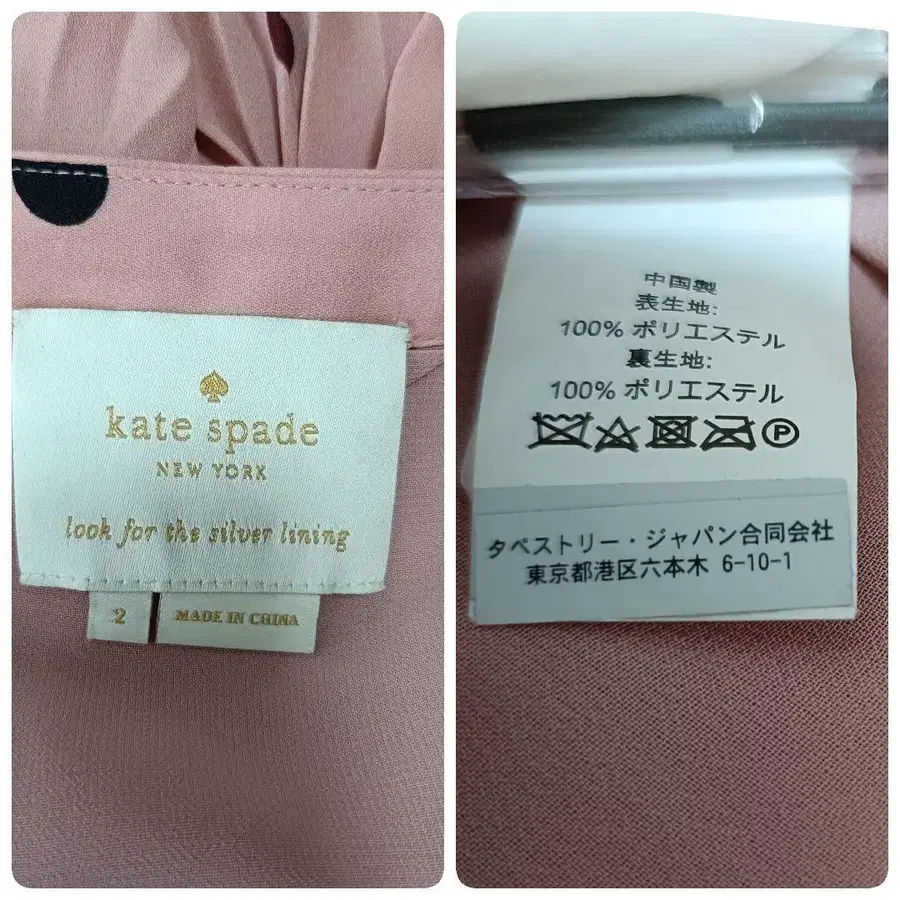 kate spade
NEW YORK
look for the silver lining
2
MADE IN CHINA
中国製
表生地:
100% ポリエステル
裏生地:
100% ポリエステル
P
タペストリー・ジャパン合同会社
東京都港区六本木 6-10-1